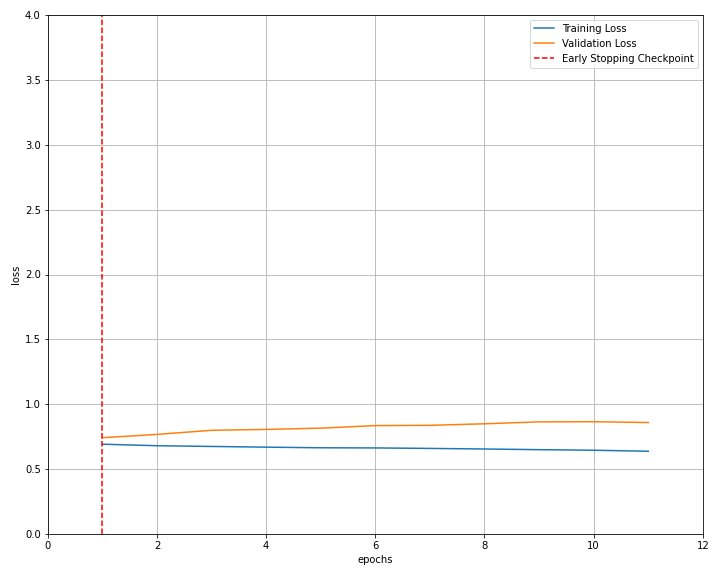 4.0
3.5
3.0
2.5
2.0
1.5
1.0
0.5
0.0
loss
0 2 4 6 8 10 12
epochs
Training Loss
Validation Loss
Early Stopping Checkpoint